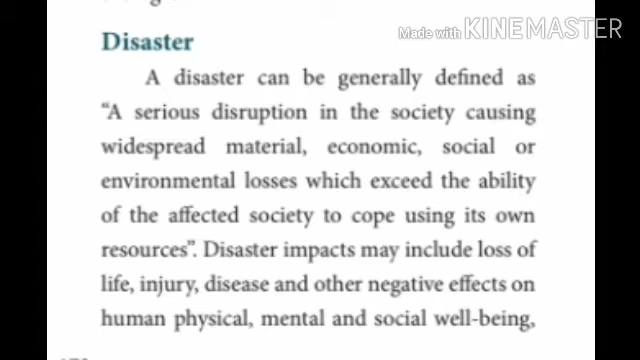 Made with KINEMASTER
Disaster
A disaster can be generally defined as
“A serious disruption in the society causing
widespread material, economic, social or
environmental losses which exceed the ability
of the affected society to cope using its own
resources”. Disaster impacts may include loss of
life, injury, disease and other negative effects on
human physical, mental and social well-being,